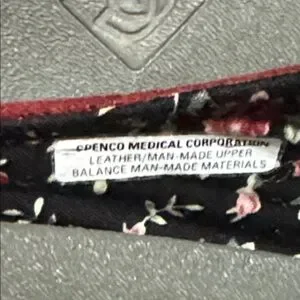 SPENCO MEDICAL CORPORATION
LEATHER/MAN-MADE UPPER
BALANCE MAN-MADE MATERIALS